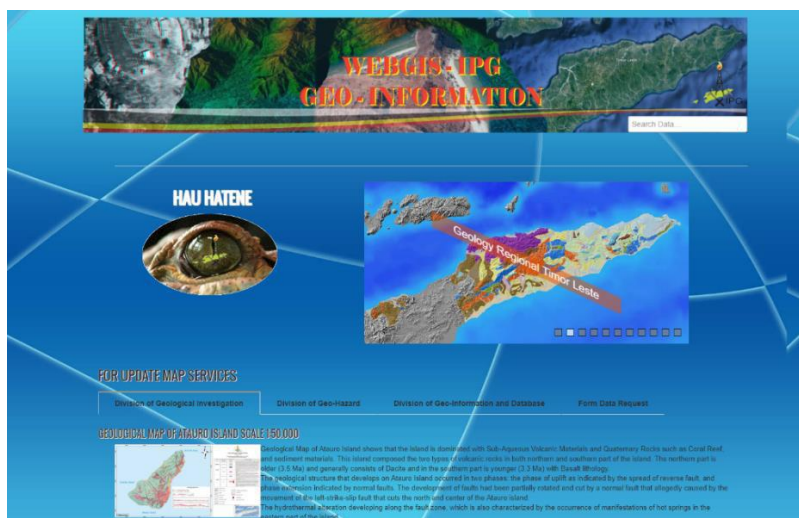 WEBGIS - IPG
GEO - INFORMATION
IPG
Search Data...
HAU HATENE
Geology Regional Timor Leste
FOR UPDATE MAP SERVICES
Division of Geological Investigation
Division of Geo-Hazard
Division of Geo-Information and Database
Form Data Request
GEOLOGICAL MAP OF ATAURO ISLAND SCALE 1:50.000
Geological Map of Atauro Island shows that the island is dominated with Sub-Aqueous Volcanic Materials and Quaternary Rocks such as Coral Reef,
and sediment materials. This island composed the two types of volcanic rocks in both northern and southern part of the island. The northern part is
older (3.5 Ma) and generally consists of Dacite and in the southern part is younger (2.3 Ma) with Basalt lithology.
The geological structure that develops on Atauro Island occurred in two phases: the phase of uplift as indicated by the spread of reverse fault, and
phase extension indicated by normal faults. The development of faults had been partially rotated and cut by a normal fault that allegedly caused by the
movement at the left-strike-slip fault that cuts the north end center of the Atauro island.
The hydrothermal alteration developing along the fault zone, which is also characterized by the occurrence of manifestations of hot springs in the
eastern part of the island.